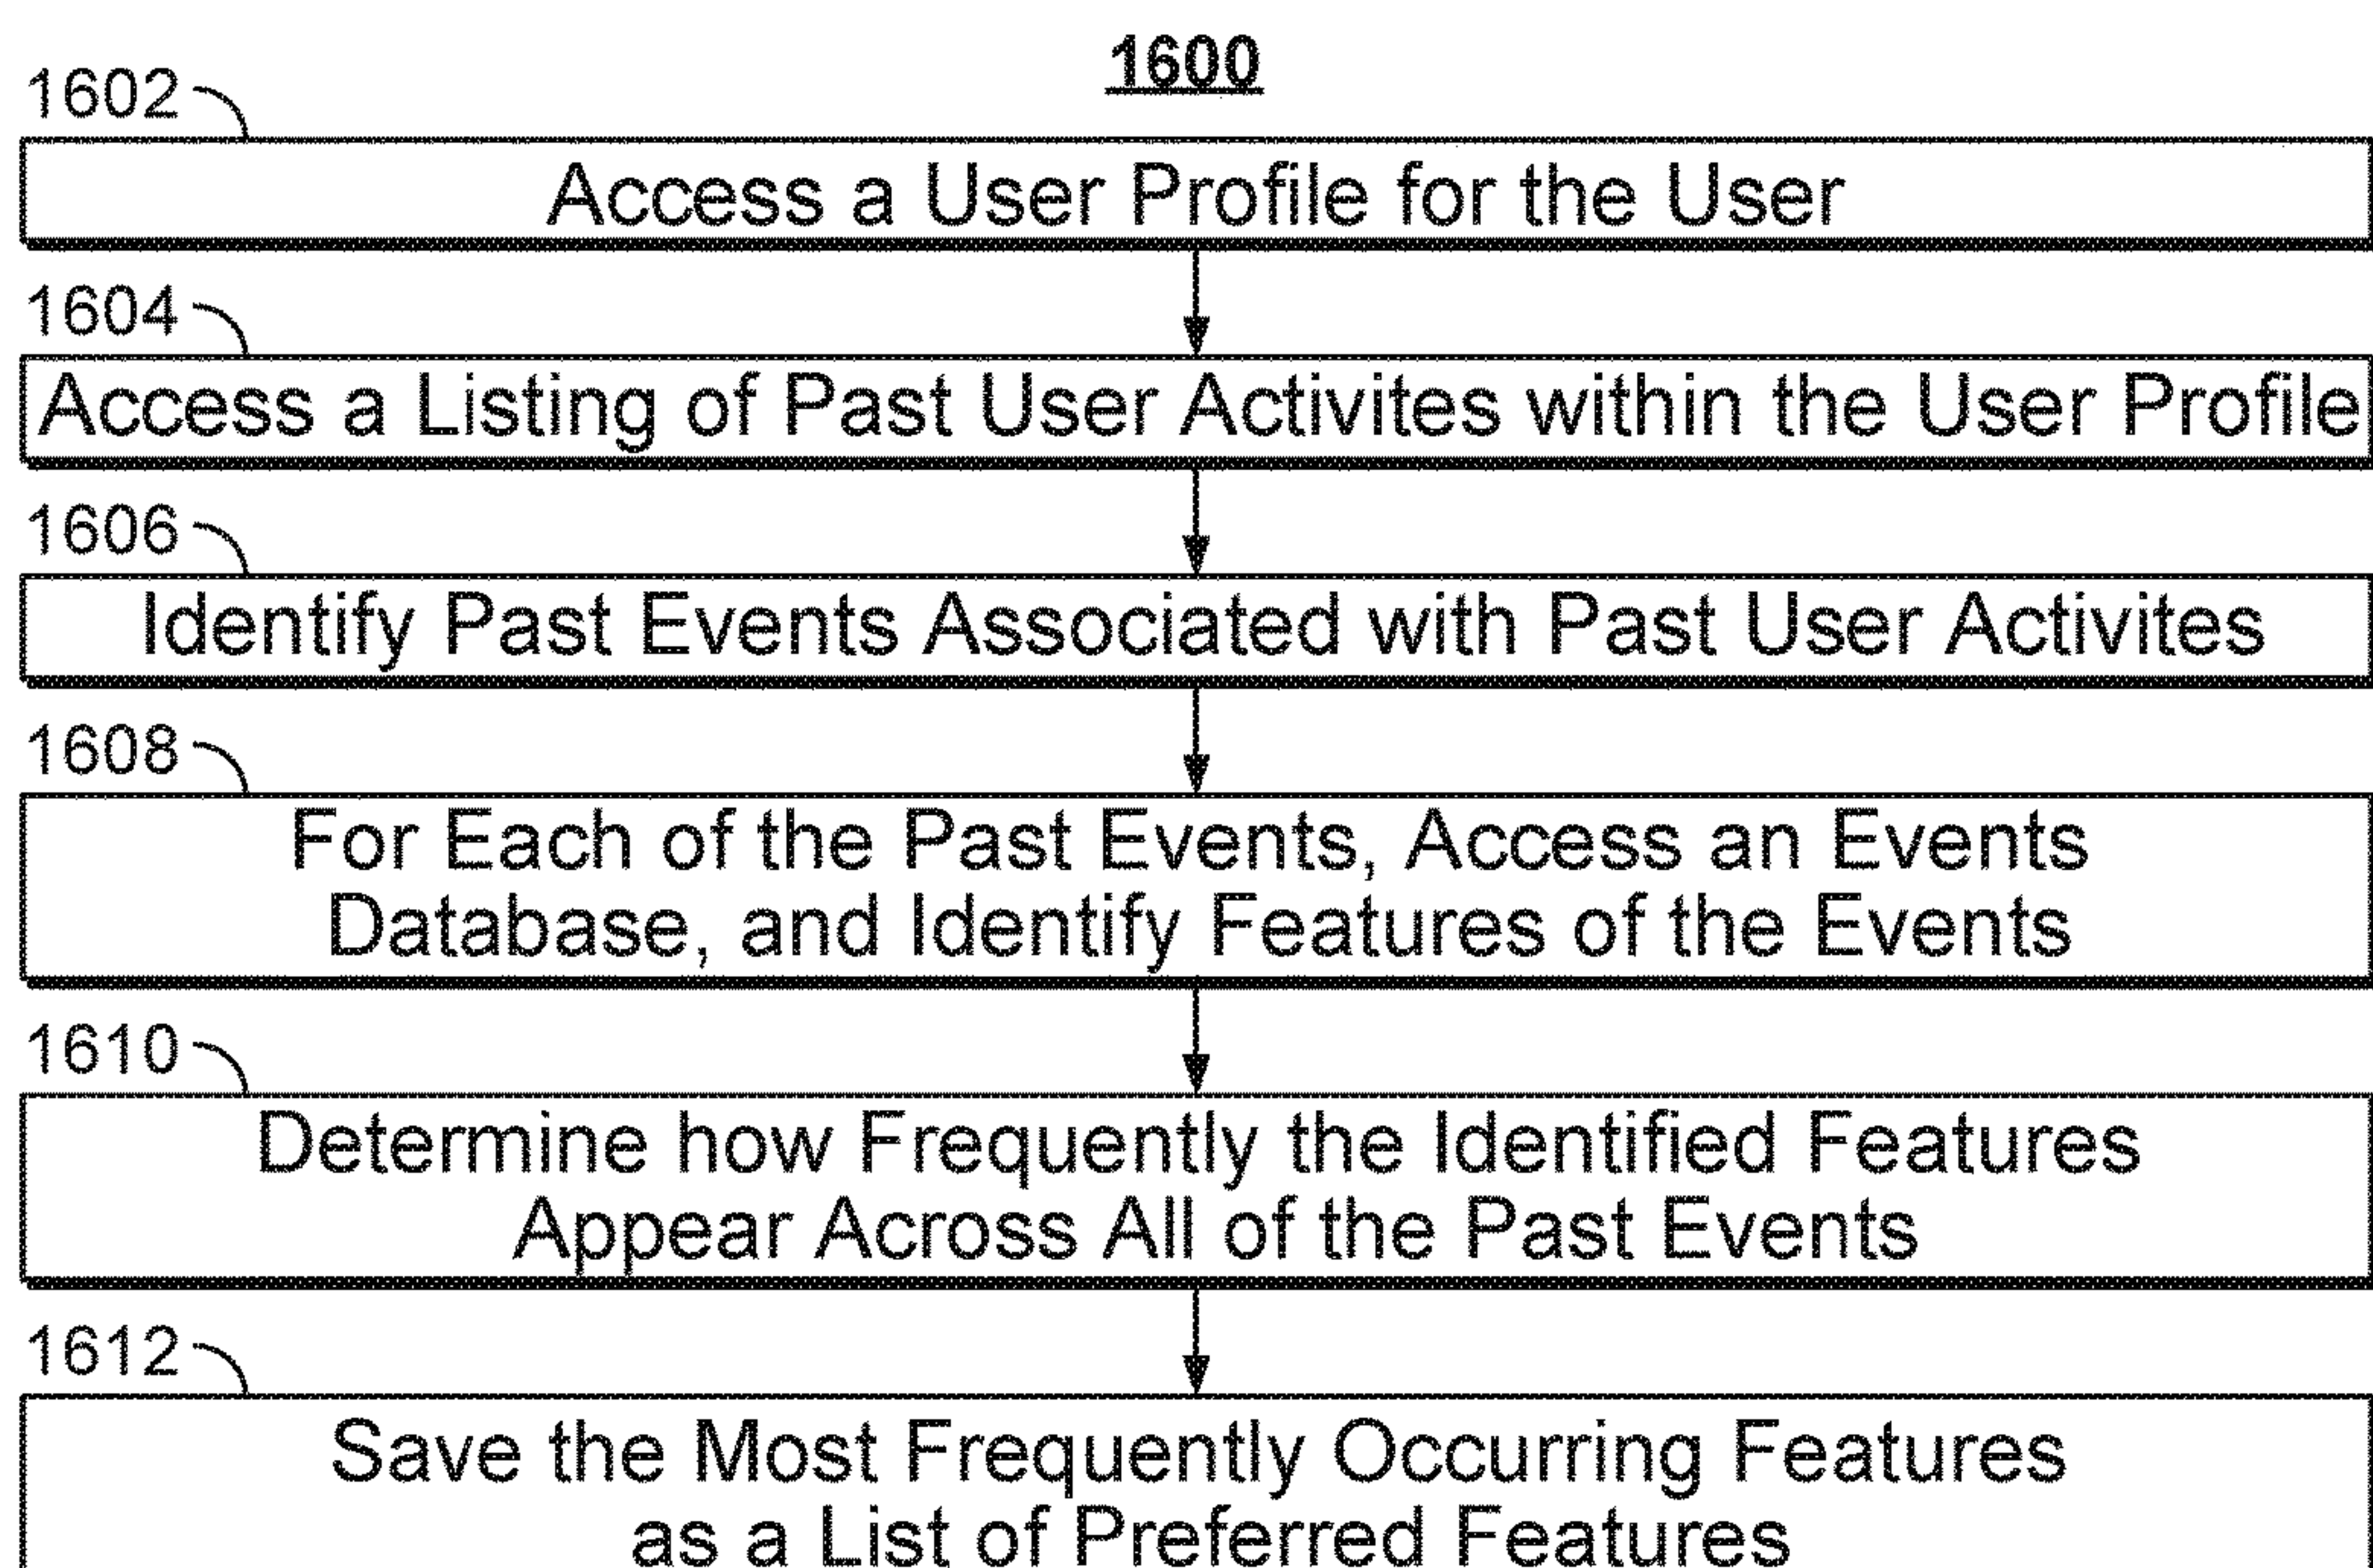 1600
1602
Access a User Profile for the User
1604
Access a Listing of Past User Activites within the User Profile
1606
Identify Past Events Associated with Past User Activites
1608
For Each of the Past Events, Access an Events
Database, and Identify Features of the Events
1610
Determine how Frequently the Identified Features
Appear Across All of the Past Events
1612
Save the Most Frequently Occurring Features
as a List of Preferred Features